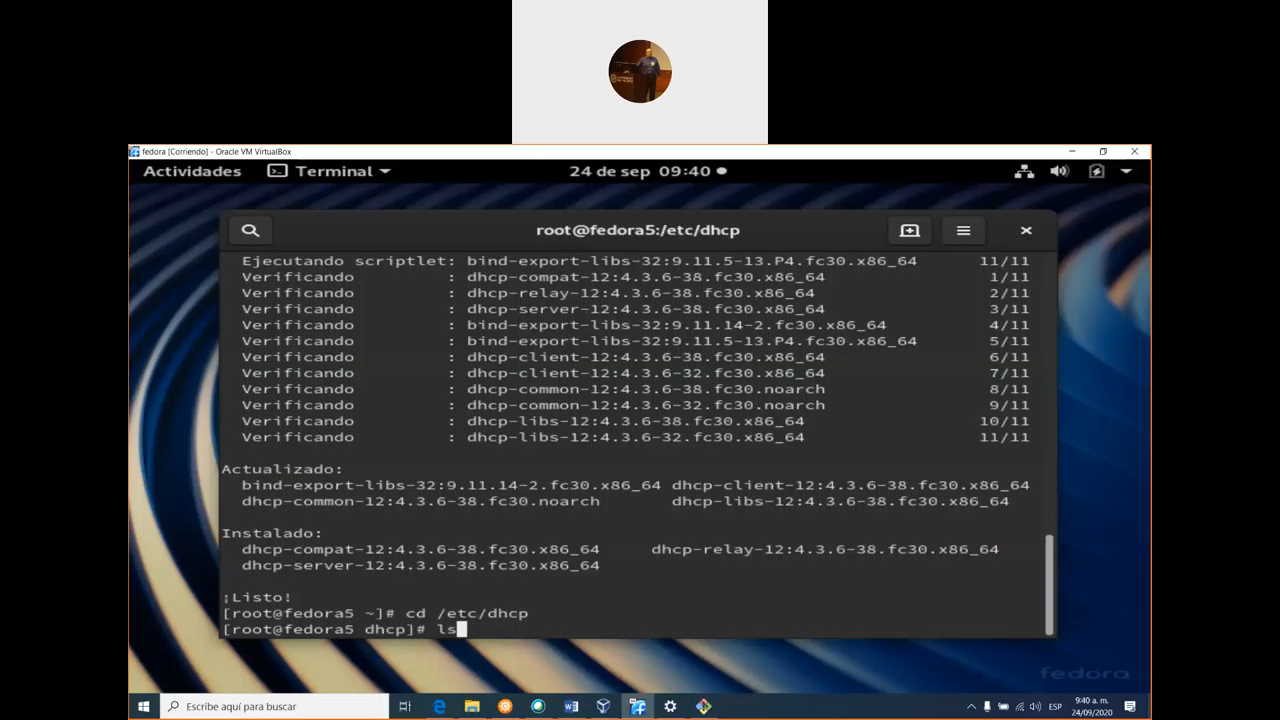 fedora [Corriendo] - Oracle VM VirtualBox
Actividades Terminal 24 de sep 09:40
root@fedora5:/etc/dhcp
Ejecutando scriptlet: bind-export-libs-32:9.11.5-13.P4.fc30.x86_64 11/11
Verificando : dhcp-compat-12:4.3.6-38.fc30.x86_64 1/11
Verificando : dhcp-relay-12:4.3.6-38.fc30.x86_64 2/11
Verificando : dhcp-server-12:4.3.6-38.fc30.x86_64 3/11
Verificando : bind-export-libs-32:9.11.14-2.fc30.x86_64 4/11
Verificando : bind-export-libs-32:9.11.5-13.P4.fc30.x86_64 5/11
Verificando : dhcp-client-12:4.3.6-38.fc30.x86_64 6/11
Verificando : dhcp-client-12:4.3.6-32.fc30.x86_64 7/11
Verificando : dhcp-common-12:4.3.6-38.fc30.noarch 8/11
Verificando : dhcp-common-12:4.3.6-32.fc30.noarch 9/11
Verificando : dhcp-libs-12:4.3.6-38.fc30.x86_64 10/11
Verificando : dhcp-libs-12:4.3.6-32.fc30.x86_64 11/11
Actualizado:
bind-export-libs-32:9.11.14-2.fc30.x86_64 dhcp-client-12:4.3.6-38.fc30.x86_64
dhcp-common-12:4.3.6-38.fc30.noarch dhcp-libs-12:4.3.6-38.fc30.x86_64
Instalado:
dhcp-compat-12:4.3.6-38.fc30.x86_64 dhcp-relay-12:4.3.6-38.fc30.x86_64
dhcp-server-12:4.3.6-38.fc30.x86_64
¡Listo!
[root@fedora5 ~]# cd /etc/dhcp
[root@fedora5 dhcp]# ls
fedora
Escribe aquí para buscar
ESP
9:40 a. m.
24/09/2020